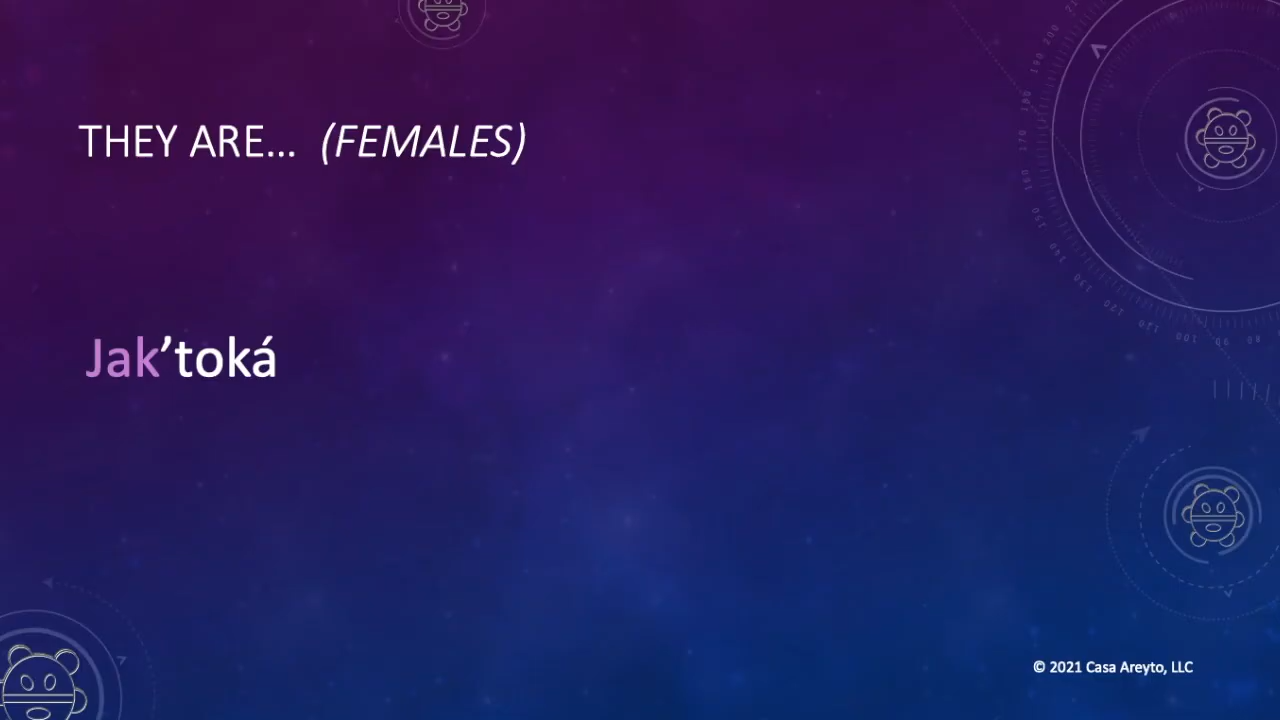 THEY ARE… (FEMALES)
Jak’toká
© 2021 Casa Areyto, LLC